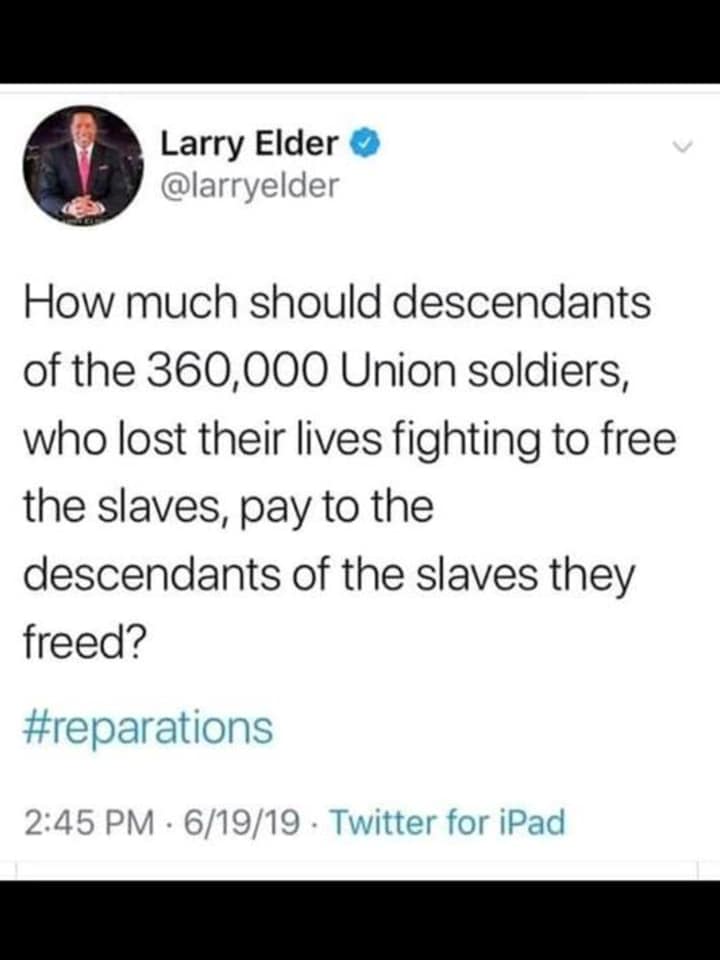 Larry Elder
@larryelder
How much should descendants
of the 360,000 Union soldiers,
who lost their lives fighting to free
the slaves, pay to the
descendants of the slaves they
freed?
#reparations
2:45 PM · 6/19/19 · Twitter for iPad